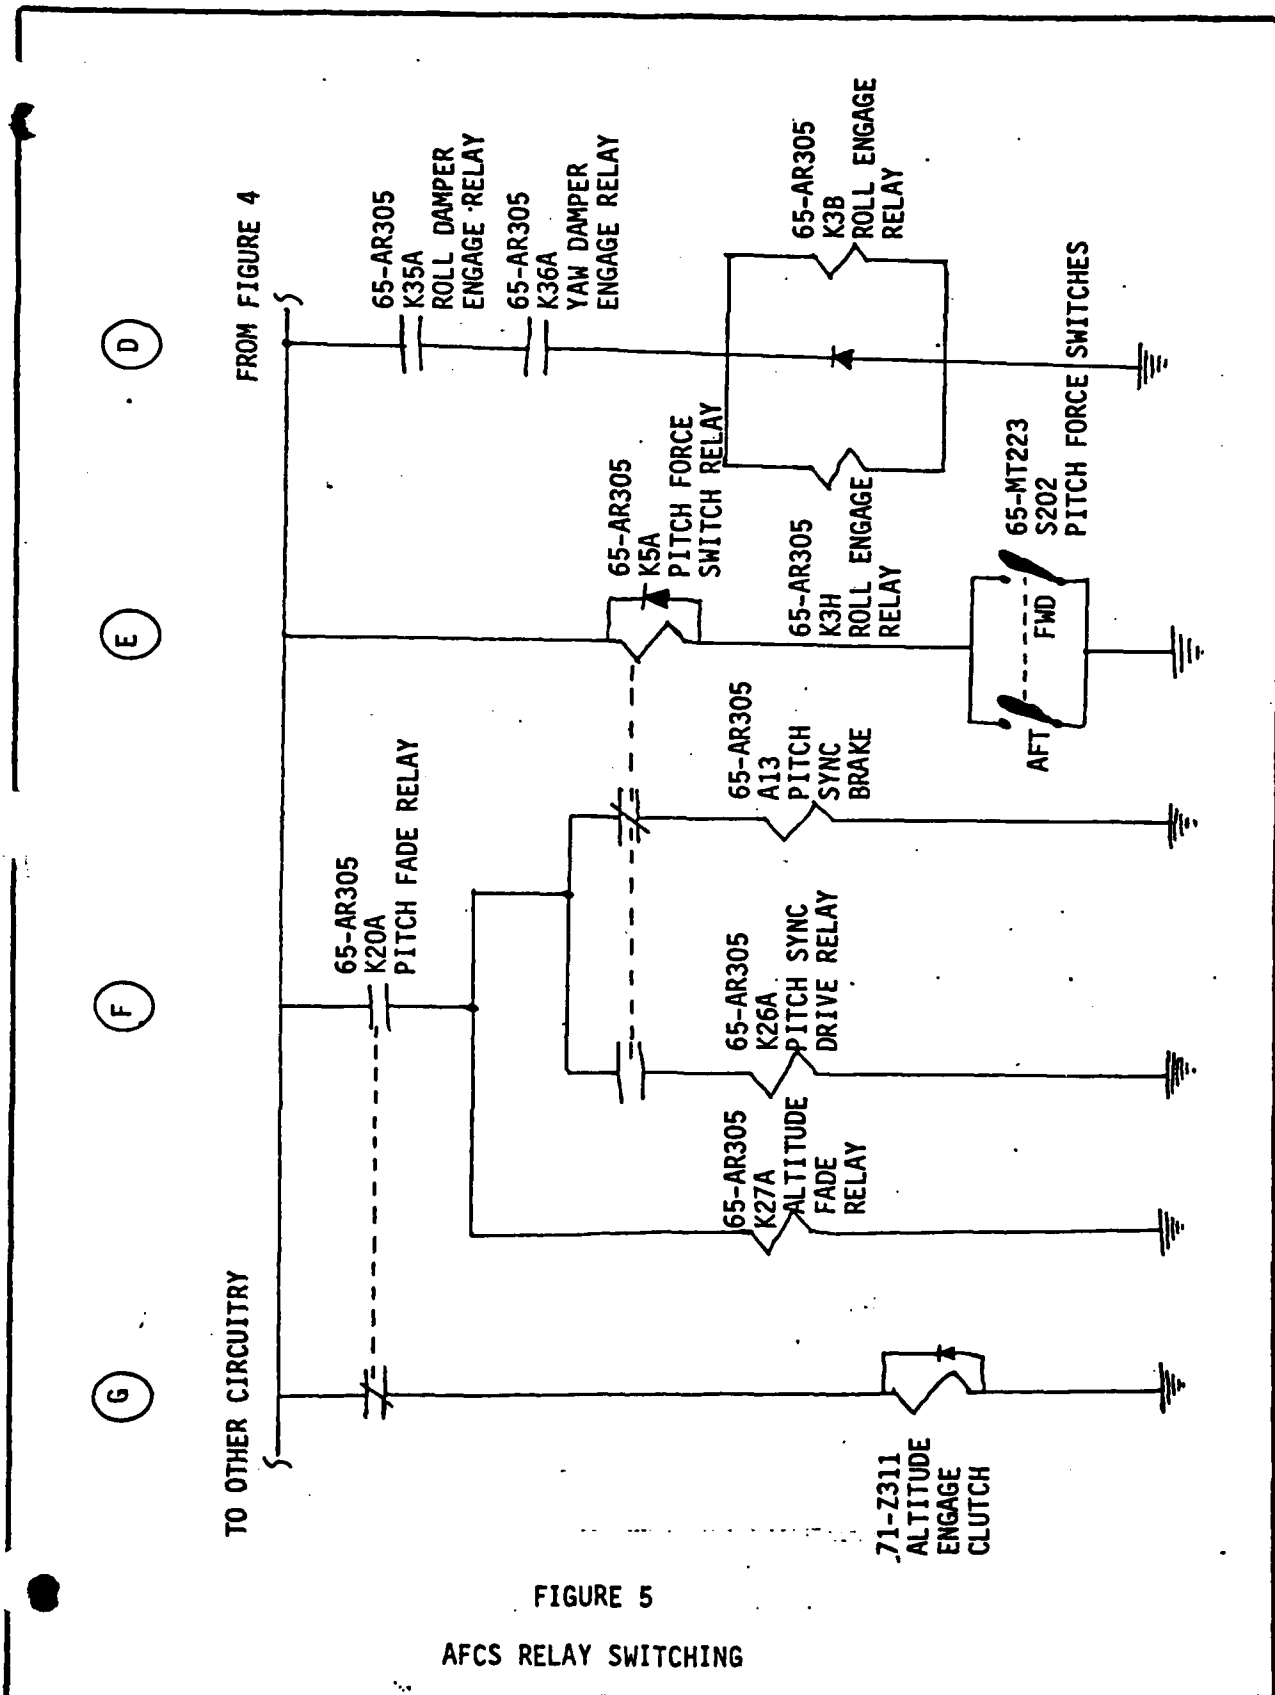 G
F
E
D
TO OTHER CIRCUITRY
FROM FIGURE 4
65-AR305
K20A
PITCH FADE RELAY
65-AR305
K35A
ROLL DAMPER
ENGAGE RELAY
65-AR305
K36A
YAW DAMPER
ENGAGE RELAY
65-AR305
K5A
PITCH FORCE
SWITCH RELAY
65-AR305
K3B
ROLL ENGAGE
RELAY
65-AR305
K3H
ROLL ENGAGE
RELAY
65-AR305
A13
PITCH
SYNC
BRAKE
65-AR305
K26A
PITCH SYNC
DRIVE RELAY
65-AR305
K27A
ALTITUDE
FADE
RELAY
71-Z311
ALTITUDE
ENGAGE
CLUTCH
65-MT223
S202
PITCH FORCE SWITCHES
AFT
FWD
FIGURE 5
AFCS RELAY SWITCHING